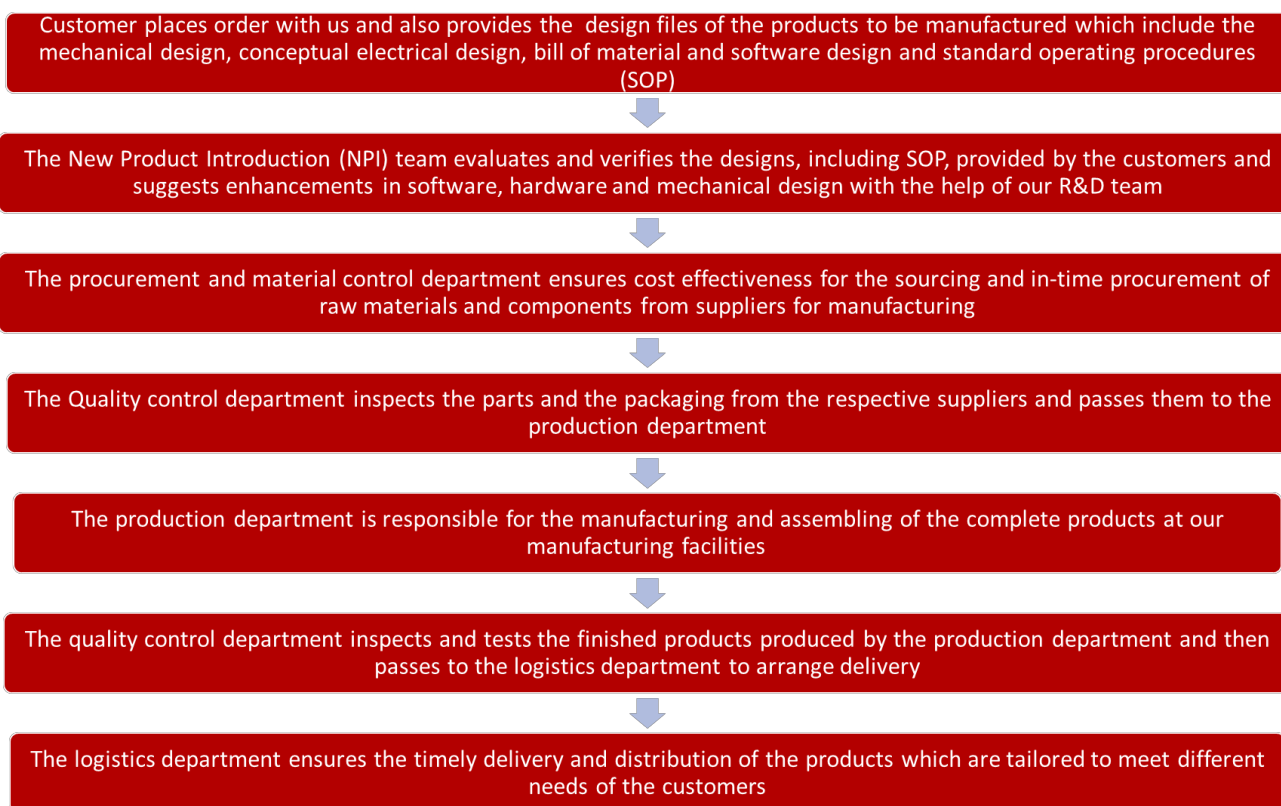 Customer places order with us and also provides the  design files of the products to be manufactured which include the
mechanical design, conceptual electrical design, bill of material and software design and standard operating procedures
(SOP)
The New Product Introduction (NPI) team evaluates and verifies the designs, including SOP, provided by the customers and
suggests enhancements in software, hardware and mechanical design with the help of our R&D team
The procurement and material control department ensures cost effectiveness for the sourcing and in-time procurement of
raw materials and components from suppliers for manufacturing
The Quality control department inspects the parts and the packaging from the respective suppliers and passes them to the
production department
The production department is responsible for the manufacturing and assembling of the complete products at our
manufacturing facilities
The quality control department inspects and tests the finished products produced by the production department and then
passes to the logistics department to arrange delivery
The logistics department ensures the timely delivery and distribution of the products which are tailored to meet different
needs of the customers